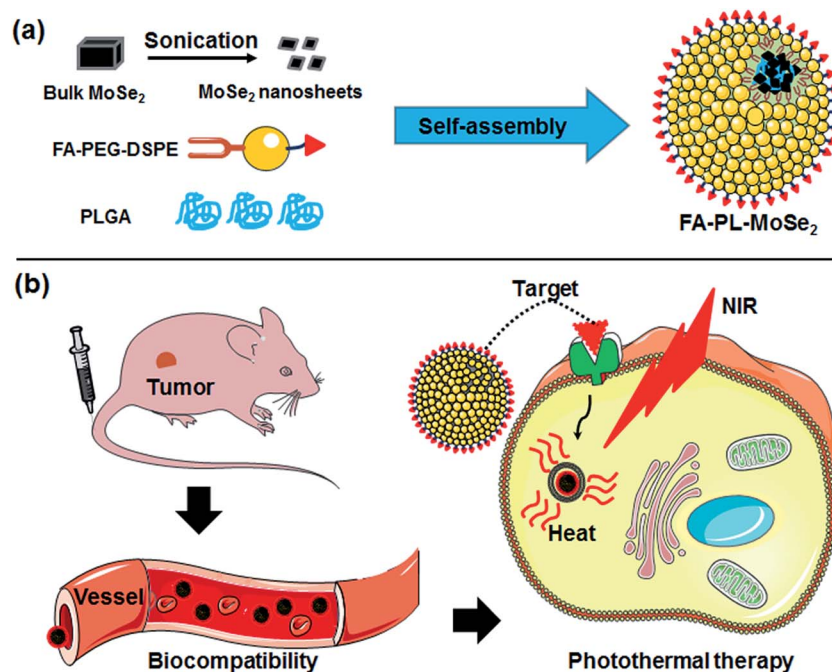 (a)
Sonication
Bulk MoSe₂
MoSe₂ nanosheets
FA-PEG-DSPE
Self-assembly
PLGA
FA-PL-MoSe₂
(b)
Target
NIR
Tumor
Heat
Vessel
Biocompatibility
Photothermal therapy